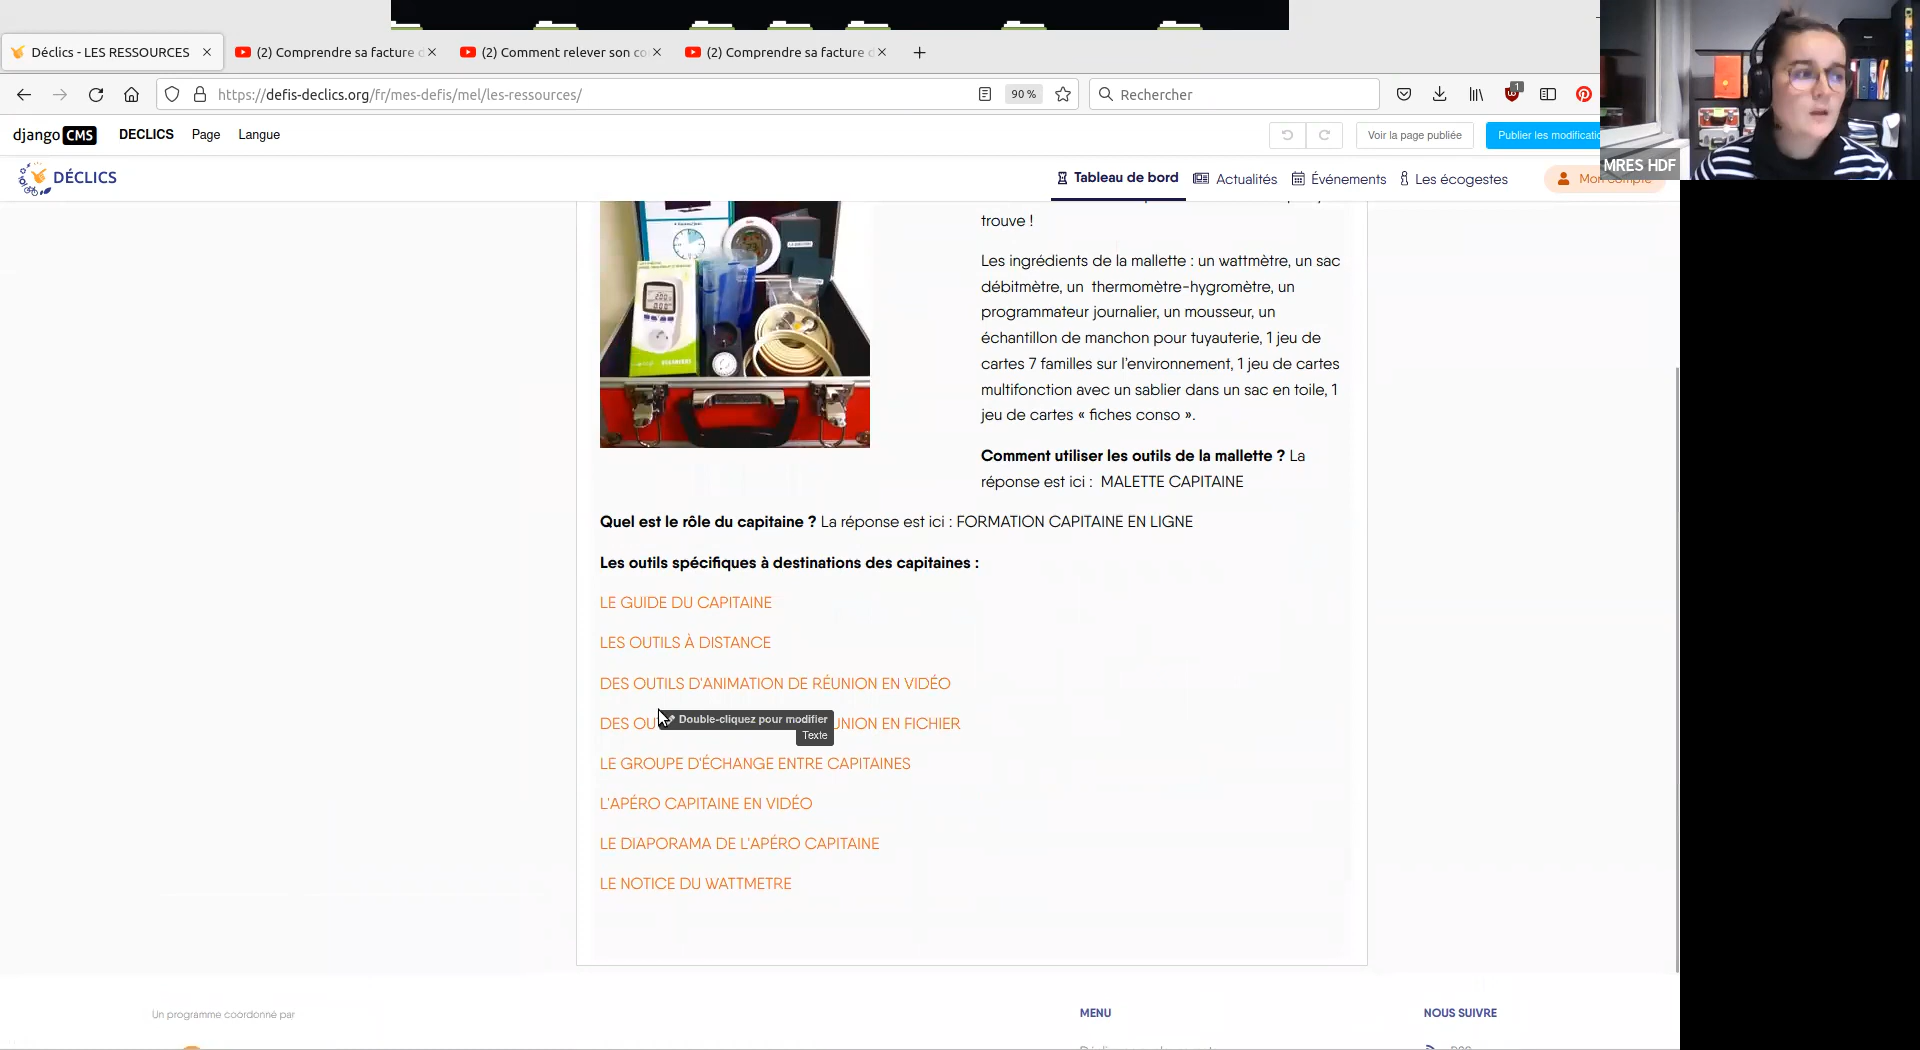 Déclics - LES RESSOURCES
(2) Comprendre sa facture d
(2) Comment relever son co
(2) Comprendre sa facture d
https://defis-declics.org/fr/mes-defis/mel/les-ressources/
90 %
Rechercher
1
django CMS
DECLICS
Page
Langue
Voir la page publiée
Publier les modificatio
MRES HDF
DÉCLICS
Tableau de bord
Actualités
Événements
Les écogestes
Mon compte
trouve !
Les ingrédients de la mallette : un wattmètre, un sac
débitmètre, un thermomètre-hygromètre, un
programmateur journalier, un mousseur, un
échantillon de manchon pour tuyauterie, 1 jeu de
cartes 7 familles sur l'environnement, 1 jeu de cartes
multifonction avec un sablier dans un sac en toile, 1
jeu de cartes « fiches conso ».
Comment utiliser les outils de la mallette ? La
réponse est ici : MALETTE CAPITAINE
Quel est le rôle du capitaine ? La réponse est ici : FORMATION CAPITAINE EN LIGNE
Les outils spécifiques à destinations des capitaines :
LE GUIDE DU CAPITAINE
LES OUTILS À DISTANCE
DES OUTILS D'ANIMATION DE RÉUNION EN VIDÉO
DES OU
Double-cliquez pour modifier
UNION EN FICHIER
Texte
LE GROUPE D'ÉCHANGE ENTRE CAPITAINES
L'APÉRO CAPITAINE EN VIDÉO
LE DIAPORAMA DE L'APÉRO CAPITAINE
LE NOTICE DU WATTMETRE
Un programme coordonné par
MENU
NOUS SUIVRE